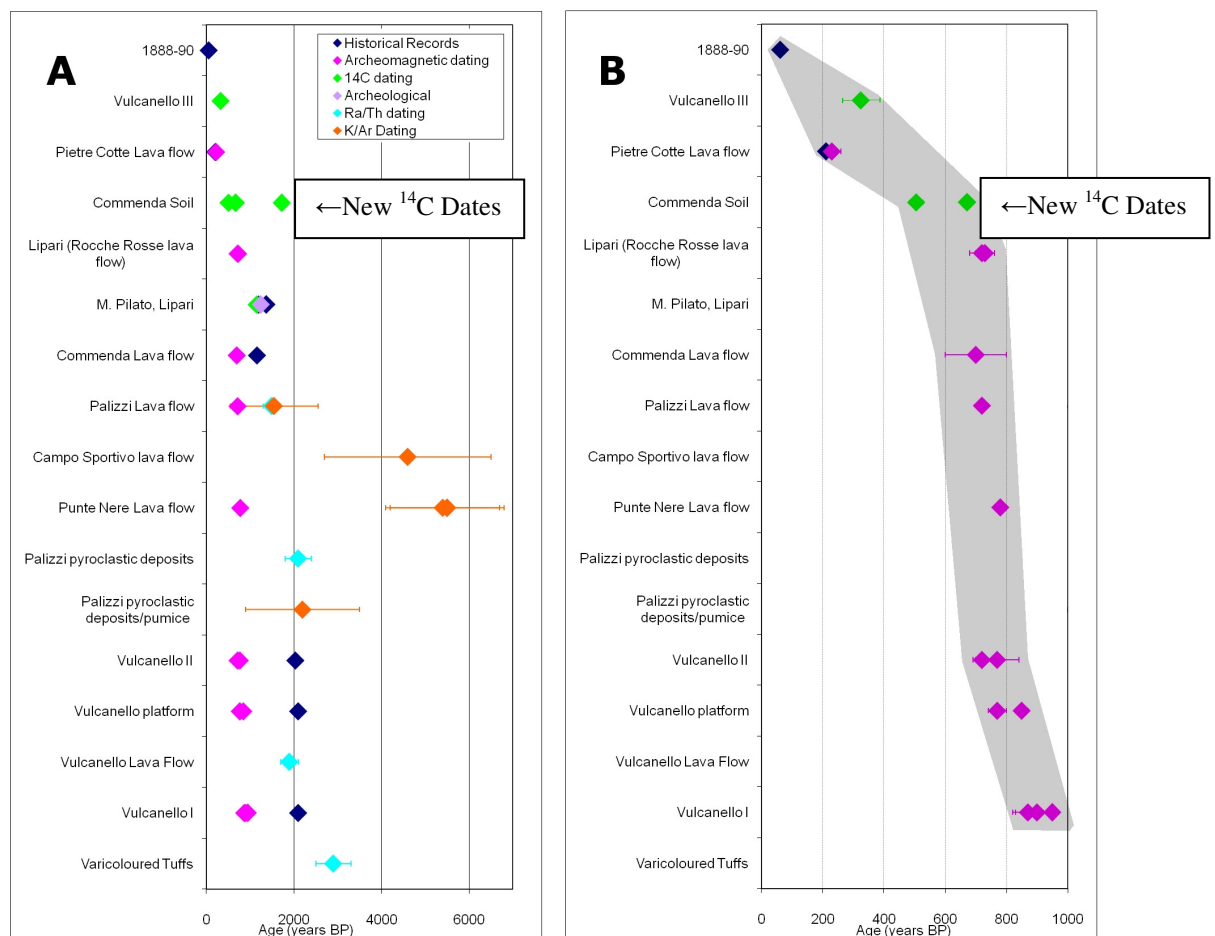 A
1888-90
Vulcanello III
Pietre Cotte Lava flow
Commenda Soil
Lipari (Rocche Rosse lava
flow)
M. Pilato, Lipari
Commenda Lava flow
Palizzi Lava flow
Campo Sportivo lava flow
Punte Nere Lava flow
Palizzi pyroclastic deposits
Palizzi pyroclastic
deposits/pumice
Vulcanello II
Vulcanello platform
Vulcanello Lava Flow
Vulcanello I
Varicoloured Tuffs
Historical Records
Archeomagnetic dating
14C dating
Archeological
Ra/Th dating
K/Ar Dating
←New ¹⁴C Dates
0 2000 4000 6000
Age (years BP)
B
1888-90
Vulcanello III
Pietre Cotte Lava flow
Commenda Soil
Lipari (Rocche Rosse lava
flow)
M. Pilato, Lipari
Commenda Lava flow
Palizzi Lava flow
Campo Sportivo lava flow
Punte Nere Lava flow
Palizzi pyroclastic deposits
Palizzi pyroclastic
deposits/pumice
Vulcanello II
Vulcanello platform
Vulcanello Lava Flow
Vulcanello I
Varicoloured Tuffs
←New ¹⁴C Dates
0 200 400 600 800 1000
Age (years BP)